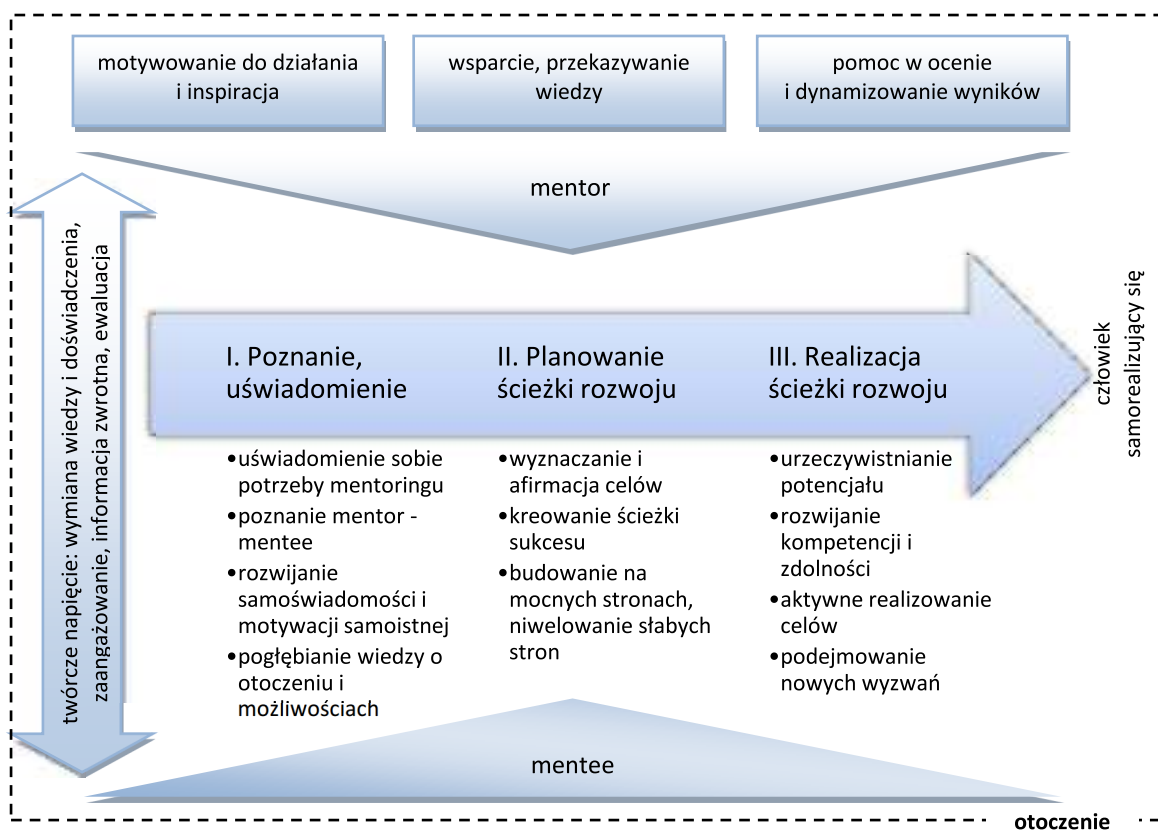 motywowanie do działania
i inspiracja
wsparcie, przekazywanie
wiedzy
pomoc w ocenie
i dynamizowanie wyników
mentor
twórcze napięcie: wymiana wiedzy i doświadczenia,
zaangażowanie, informacja zwrotna, ewaluacja
I. Poznanie,
uświadomienie
•uświadomienie sobie
potrzeby mentoringu
•poznanie mentor -
mentee
•rozwijanie
samoświadomości i
motywacji samoistnej
•pogłębianie wiedzy o
otoczeniu i
możliwościach
II. Planowanie
ścieżki rozwoju
•wyznaczanie i
afirmacja celów
•kreowanie ścieżki
sukcesu
•budowanie na
mocnych stronach,
niwelowanie słabych
stron
III. Realizacja
ścieżki rozwoju
•urzeczywistnianie
potencjału
•rozwijanie
kompetencji i
zdolności
•aktywne realizowanie
celów
•podejmowanie
nowych wyzwań
człowiek
samorealizujący się
mentee
otoczenie